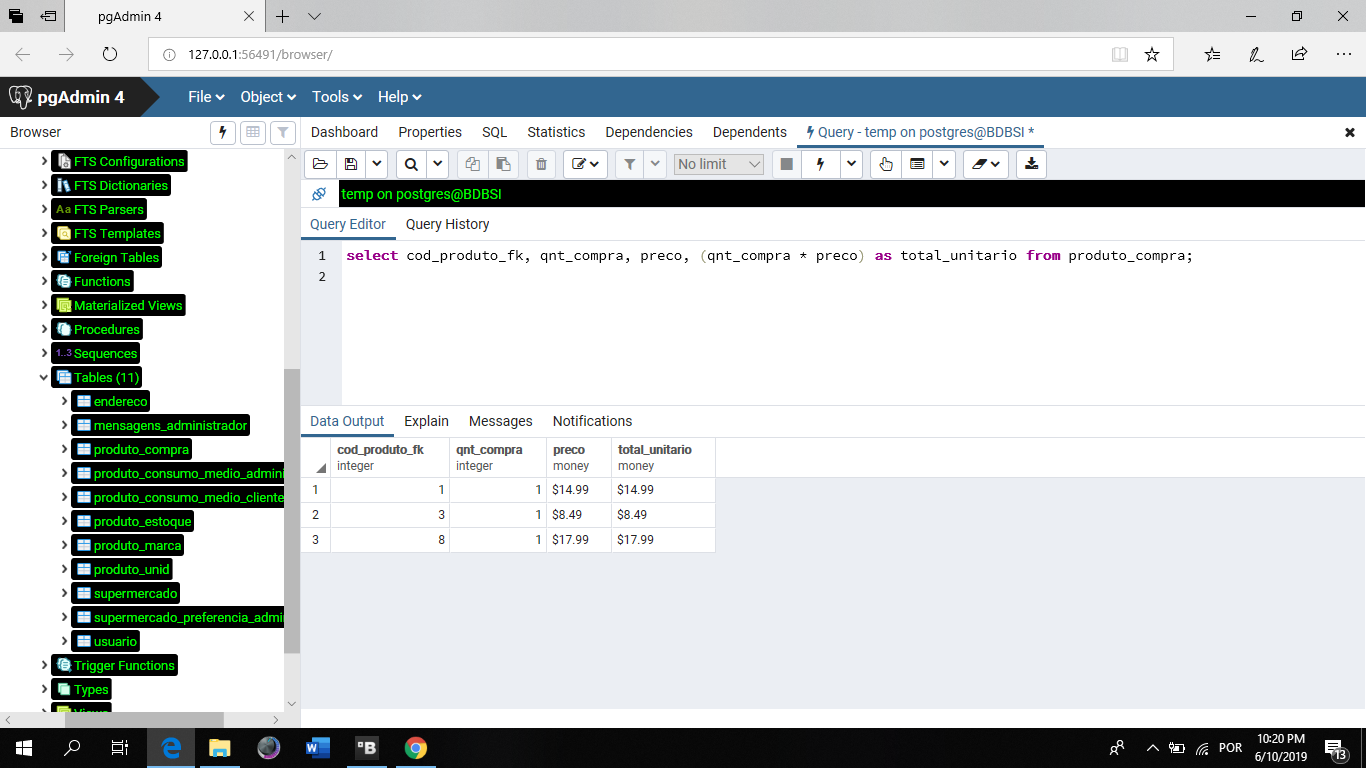 pgAdmin 4
127.0.0.1:56491/browser/
pgAdmin 4
File Object Tools Help
Browser
Dashboard Properties SQL Statistics Dependencies Dependents Query - temp on postgres@BDBSI *
No limit
temp on postgres@BDBSI
Query Editor Query History
1 select cod_produto_fk, qnt_compra, preco, (qnt_compra * preco) as total_unitario from produto_compra;
2
FTS Configurations
FTS Dictionaries
Aa FTS Parsers
FTS Templates
Foreign Tables
Functions
Materialized Views
Procedures
1..3 Sequences
Tables (11)
endereco
mensagens_administrador
produto_compra
produto_consumo_medio_admini
produto_consumo_medio_cliente
produto_estoque
produto_marca
produto_unid
supermercado
supermercado_preferencia_admi
usuario
Trigger Functions
Types
Views
Data Output Explain Messages Notifications
cod_produto_fk qnt_compra preco total_unitario
integer integer money money
1 1 1 $14.99 $14.99
2 3 1 $8.49 $8.49
3 8 1 $17.99 $17.99
B
POR
10:20 PM
6/10/2019
13